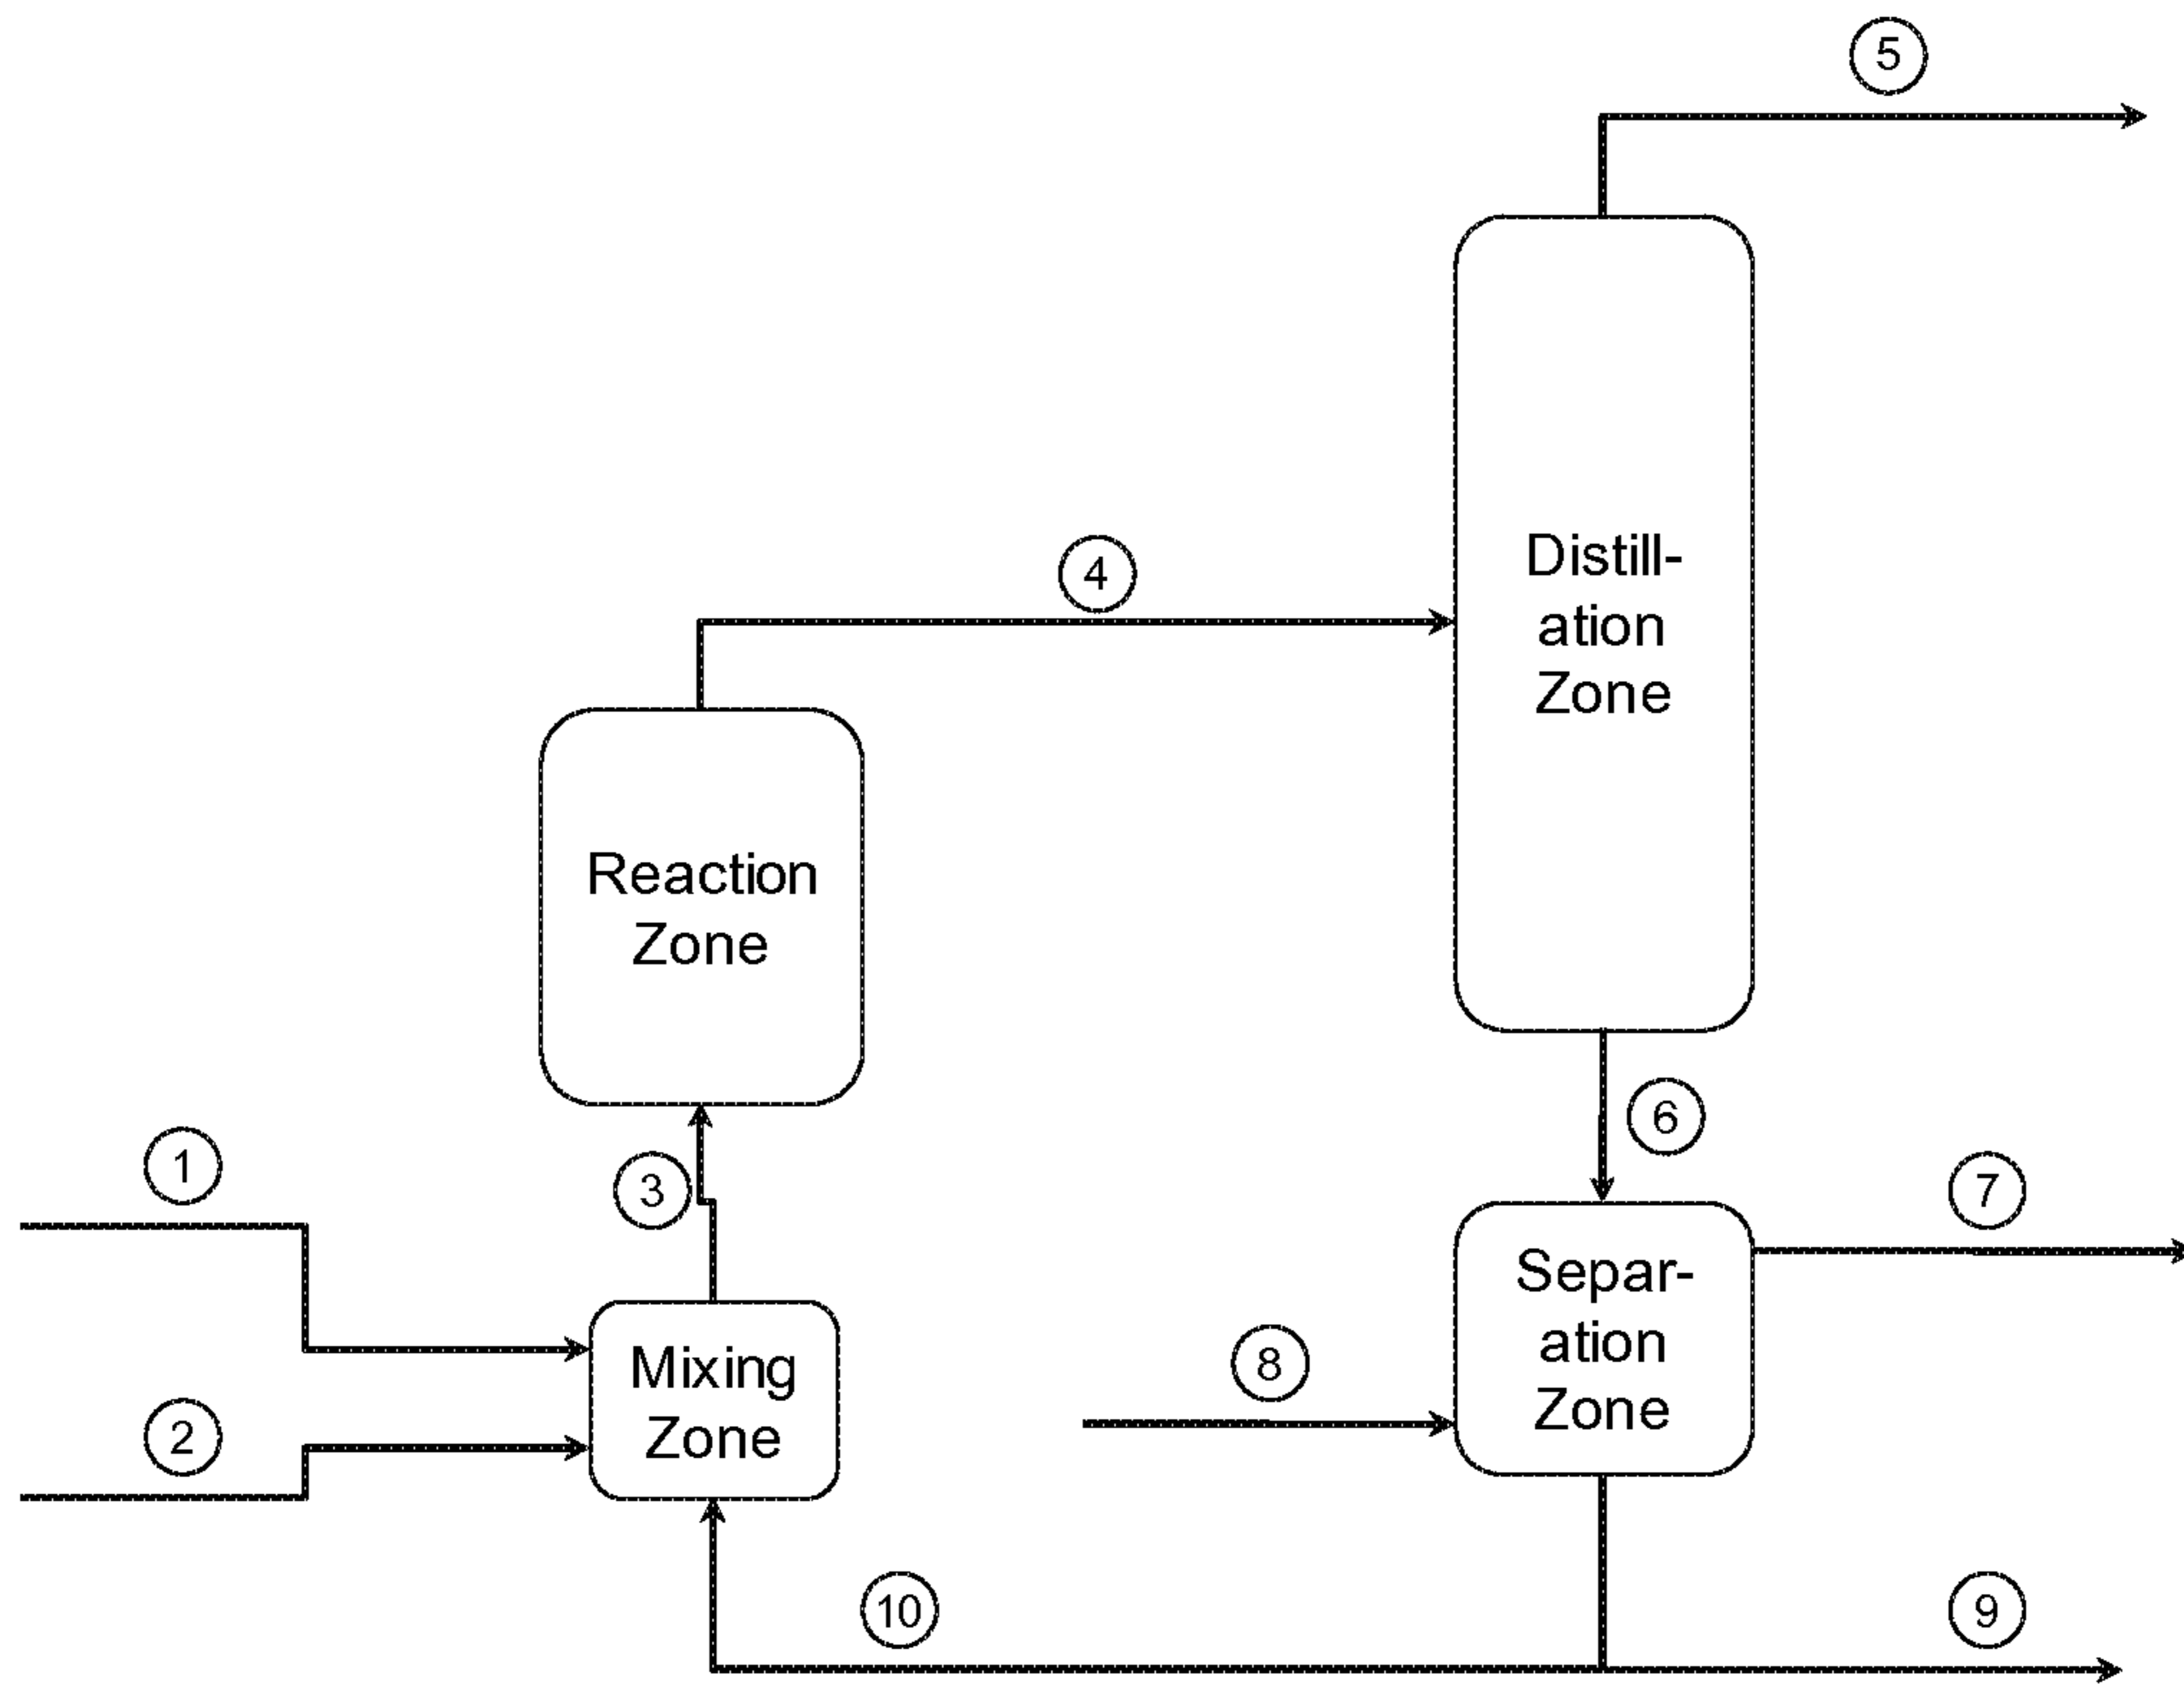 5
Distill-
ation
Zone
4
Reaction
Zone
6
1
3
7
Separ-
ation
Zone
Mixing
Zone
8
2
10
9